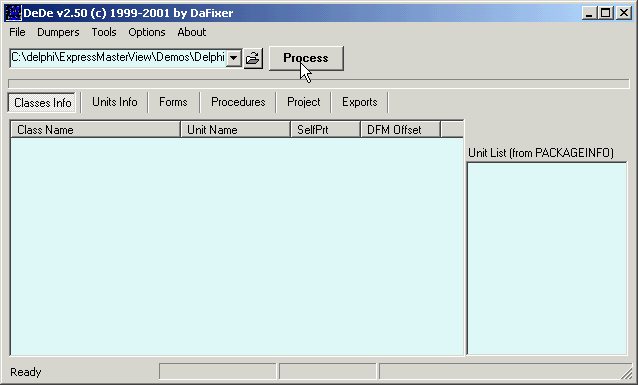 DeDe v2.50 (c) 1999-2001 by DaFixer
File Dumpers Tools Options About
C:\delphi\ExpressMasterView\Demos\Delphi Process
Classes Info Units Info Forms Procedures Project Exports
Class Name Unit Name SelfPrt DFM Offset
Unit List (from PACKAGEINFO)
Ready